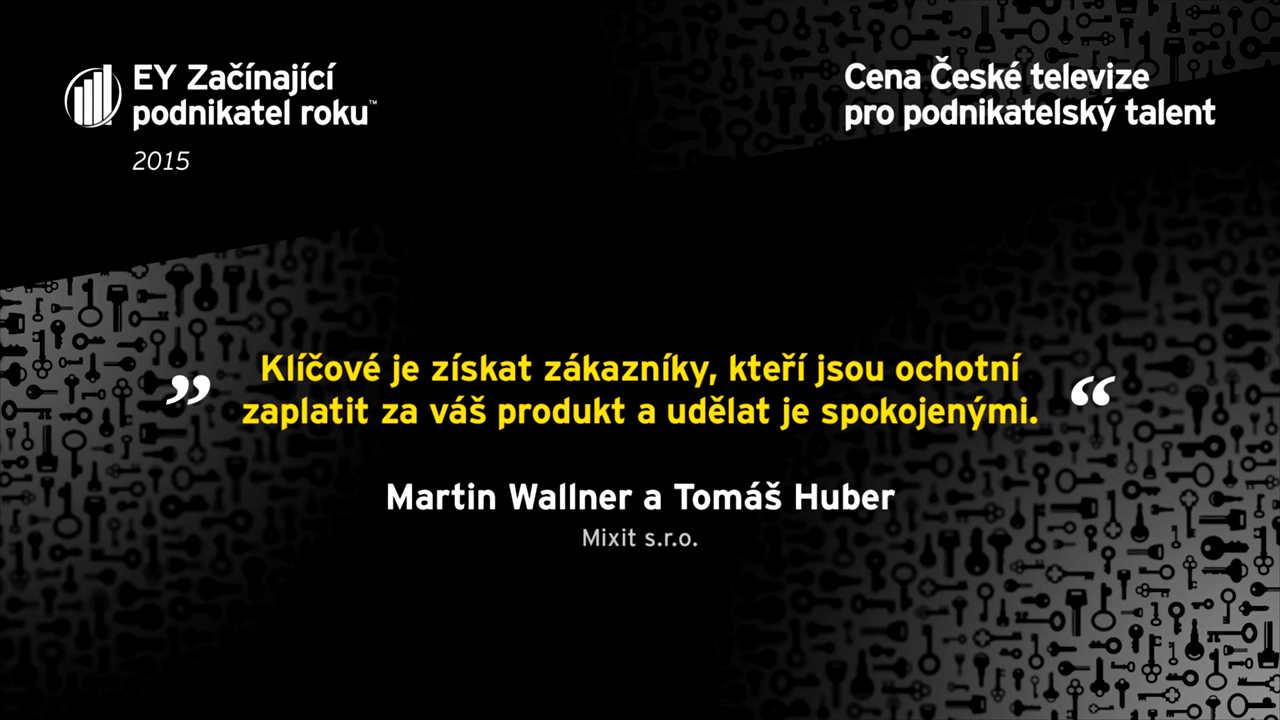 EY Začínající
podnikatel roku™
2015
Cena České televize
pro podnikatelský talent
„ Klíčové je získat zákazníky, kteří jsou ochotní
zaplatit za váš produkt a udělat je spokojenými. “
Martin Wallner a Tomáš Huber
Mixit s.r.o.